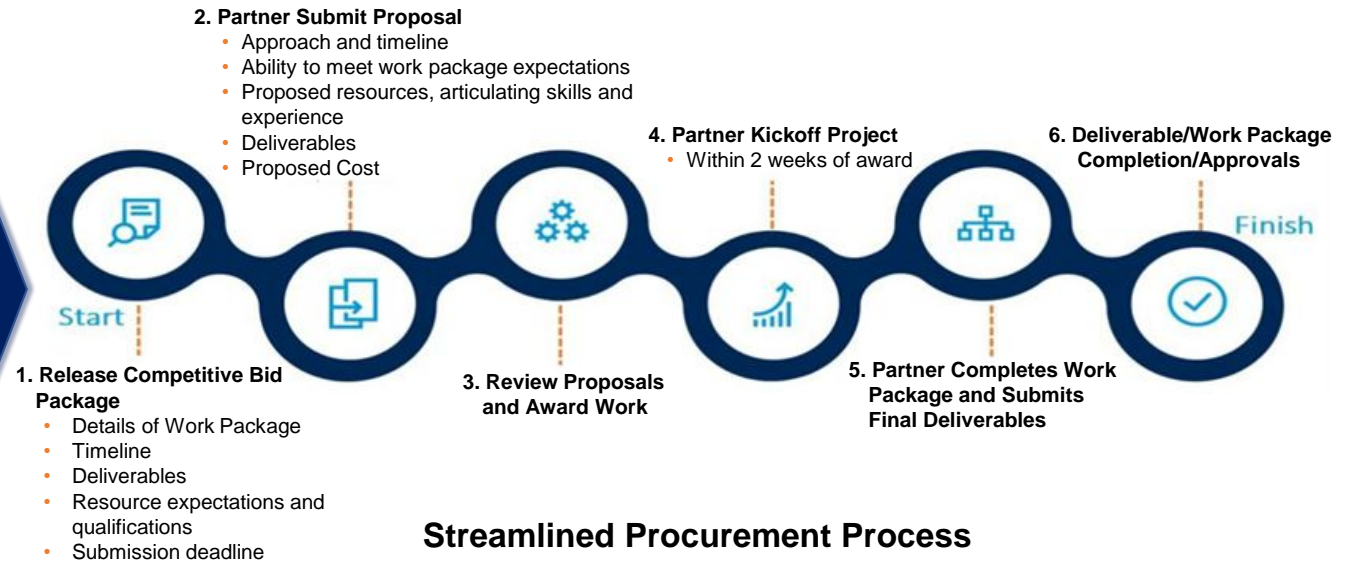 2. Partner Submit Proposal
• Approach and timeline
• Ability to meet work package expectations
• Proposed resources, articulating skills and
experience
• Deliverables
• Proposed Cost
4. Partner Kickoff Project
• Within 2 weeks of award
6. Deliverable/Work Package
Completion/Approvals
Start
Finish
1. Release Competitive Bid
Package
• Details of Work Package
• Timeline
• Deliverables
• Resource expectations and
qualifications
• Submission deadline
3. Review Proposals
and Award Work
5. Partner Completes Work
Package and Submits
Final Deliverables
Streamlined Procurement Process